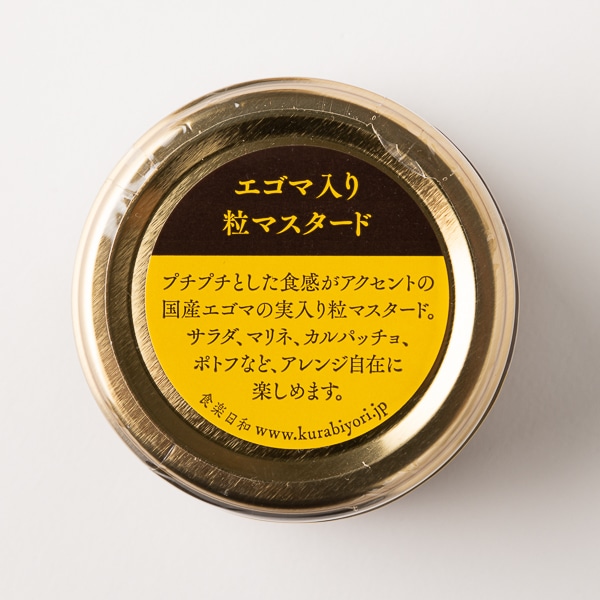 エゴマ入り
粒マスタード
プチプチとした食感がアクセントの
国産エゴマの実入り粒マスタード。
サラダ、マリネ、カルパッチョ、
ポトフなど、アレンジ自在に
楽しめます。
食楽日和 www.kurabiyori.jp